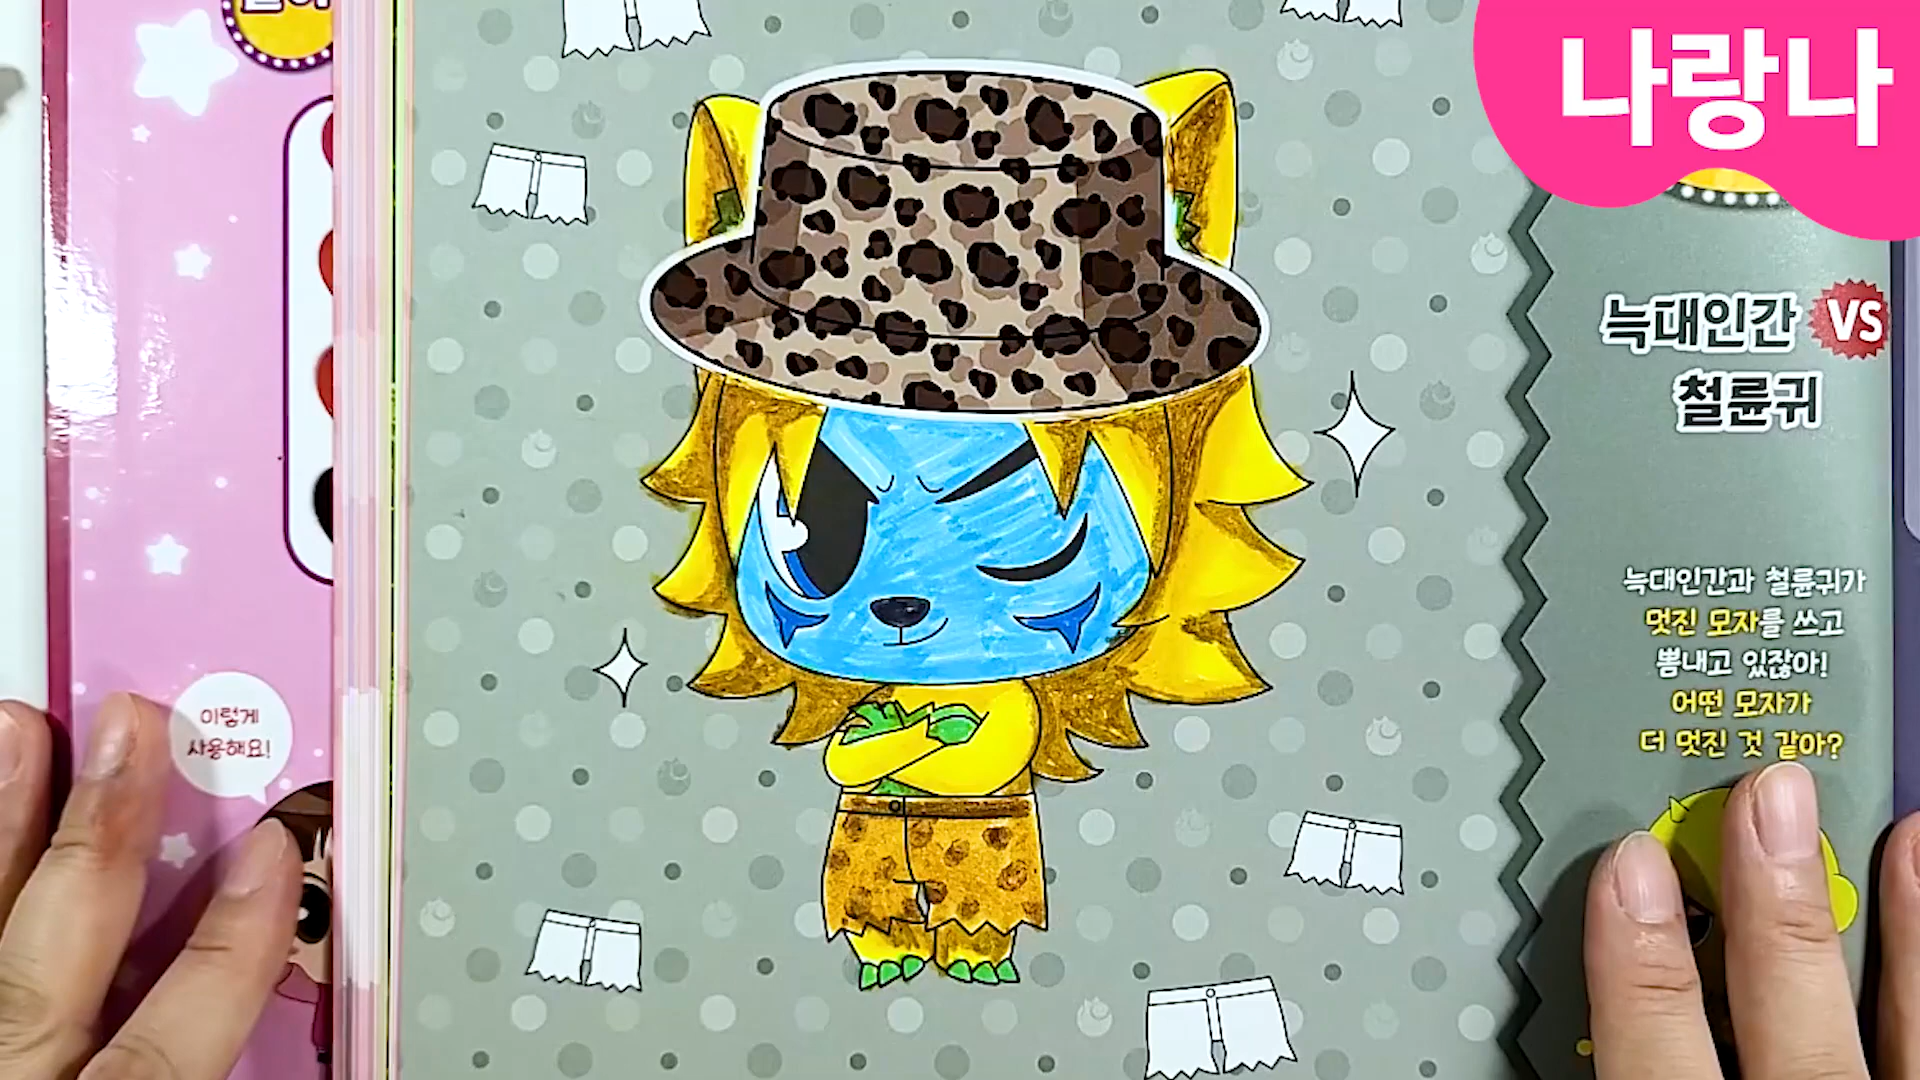 나랑나
늑대인간 VS
철륜귀
늑대인간과 철륜귀가
멋진 모자를 쓰고
뽐내고 있잖아!
어떤 모자가
더 멋진 것 같아?
이렇게
사용해요!